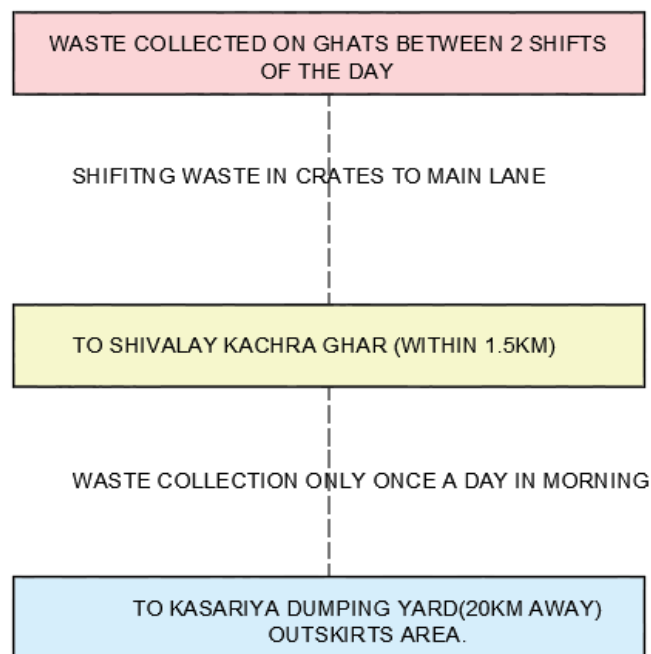 WASTE COLLECTED ON GHATS BETWEEN 2 SHIFTS
OF THE DAY
SHIFITNG WASTE IN CRATES TO MAIN LANE
TO SHIVALAY KACHRA GHAR (WITHIN 1.5KM)
WASTE COLLECTION ONLY ONCE A DAY IN MORNING
TO KASARIYA DUMPING YARD(20KM AWAY)
OUTSKIRTS AREA.